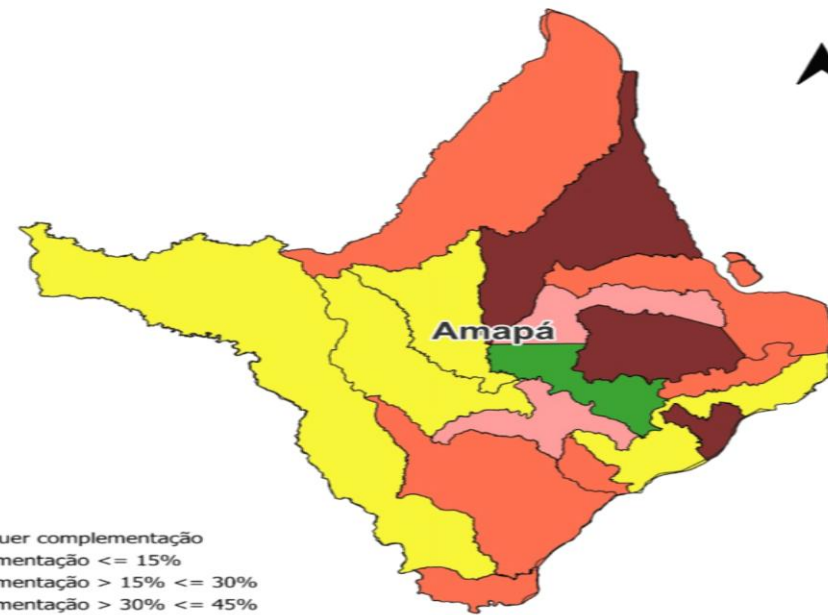 Amapá
uer complementação
mentação <= 15%
mentação > 15% <= 30%
mentação > 30% <= 45%